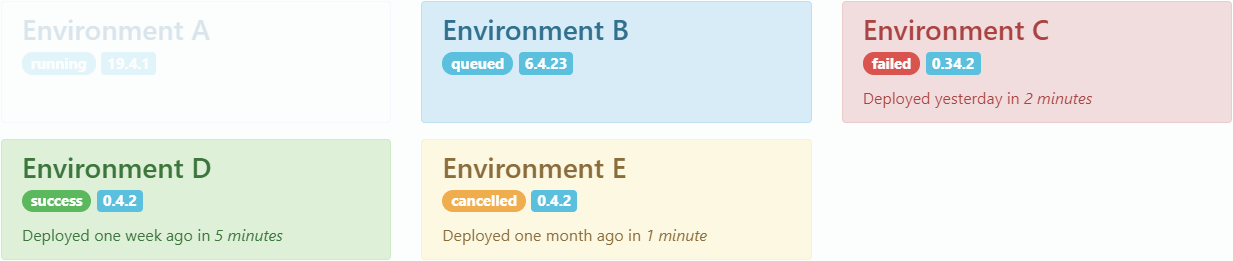 Environment A
running 19.4.1
Environment B
queued 6.4.23
Environment C
failed 0.34.2
Deployed yesterday in 2 minutes
Environment D
success 0.4.2
Deployed one week ago in 5 minutes
Environment E
cancelled 0.4.2
Deployed one month ago in 1 minute